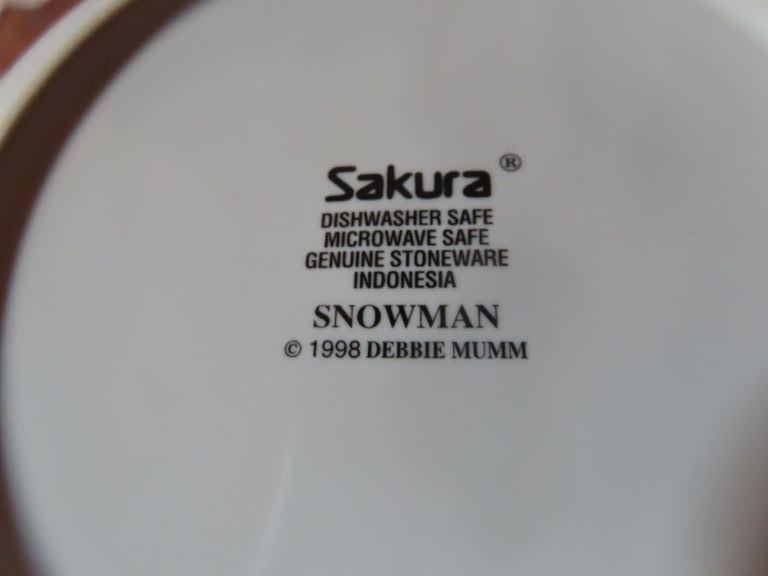 Sakura®
DISHWASHER SAFE
MICROWAVE SAFE
GENUINE STONEWARE
INDONESIA
SNOWMAN
© 1998 DEBBIE MUMM